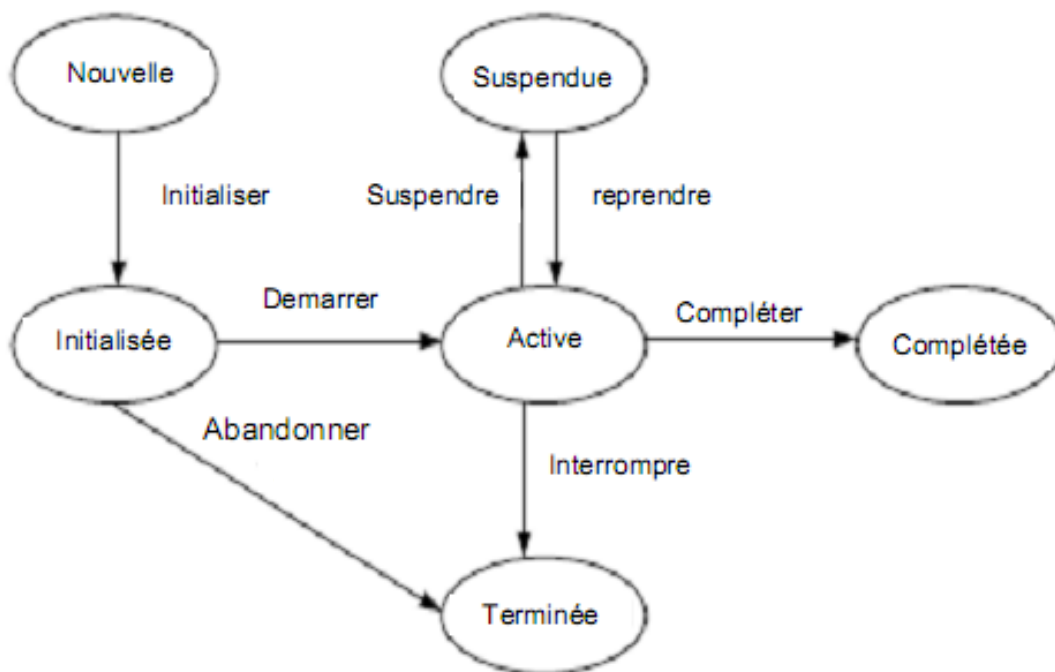 Nouvelle
Suspendue
Initialiser
Suspendre
reprendre
Demarrer
Compléter
Initialisée
Active
Complétée
Abandonner
Interrompre
Terminée